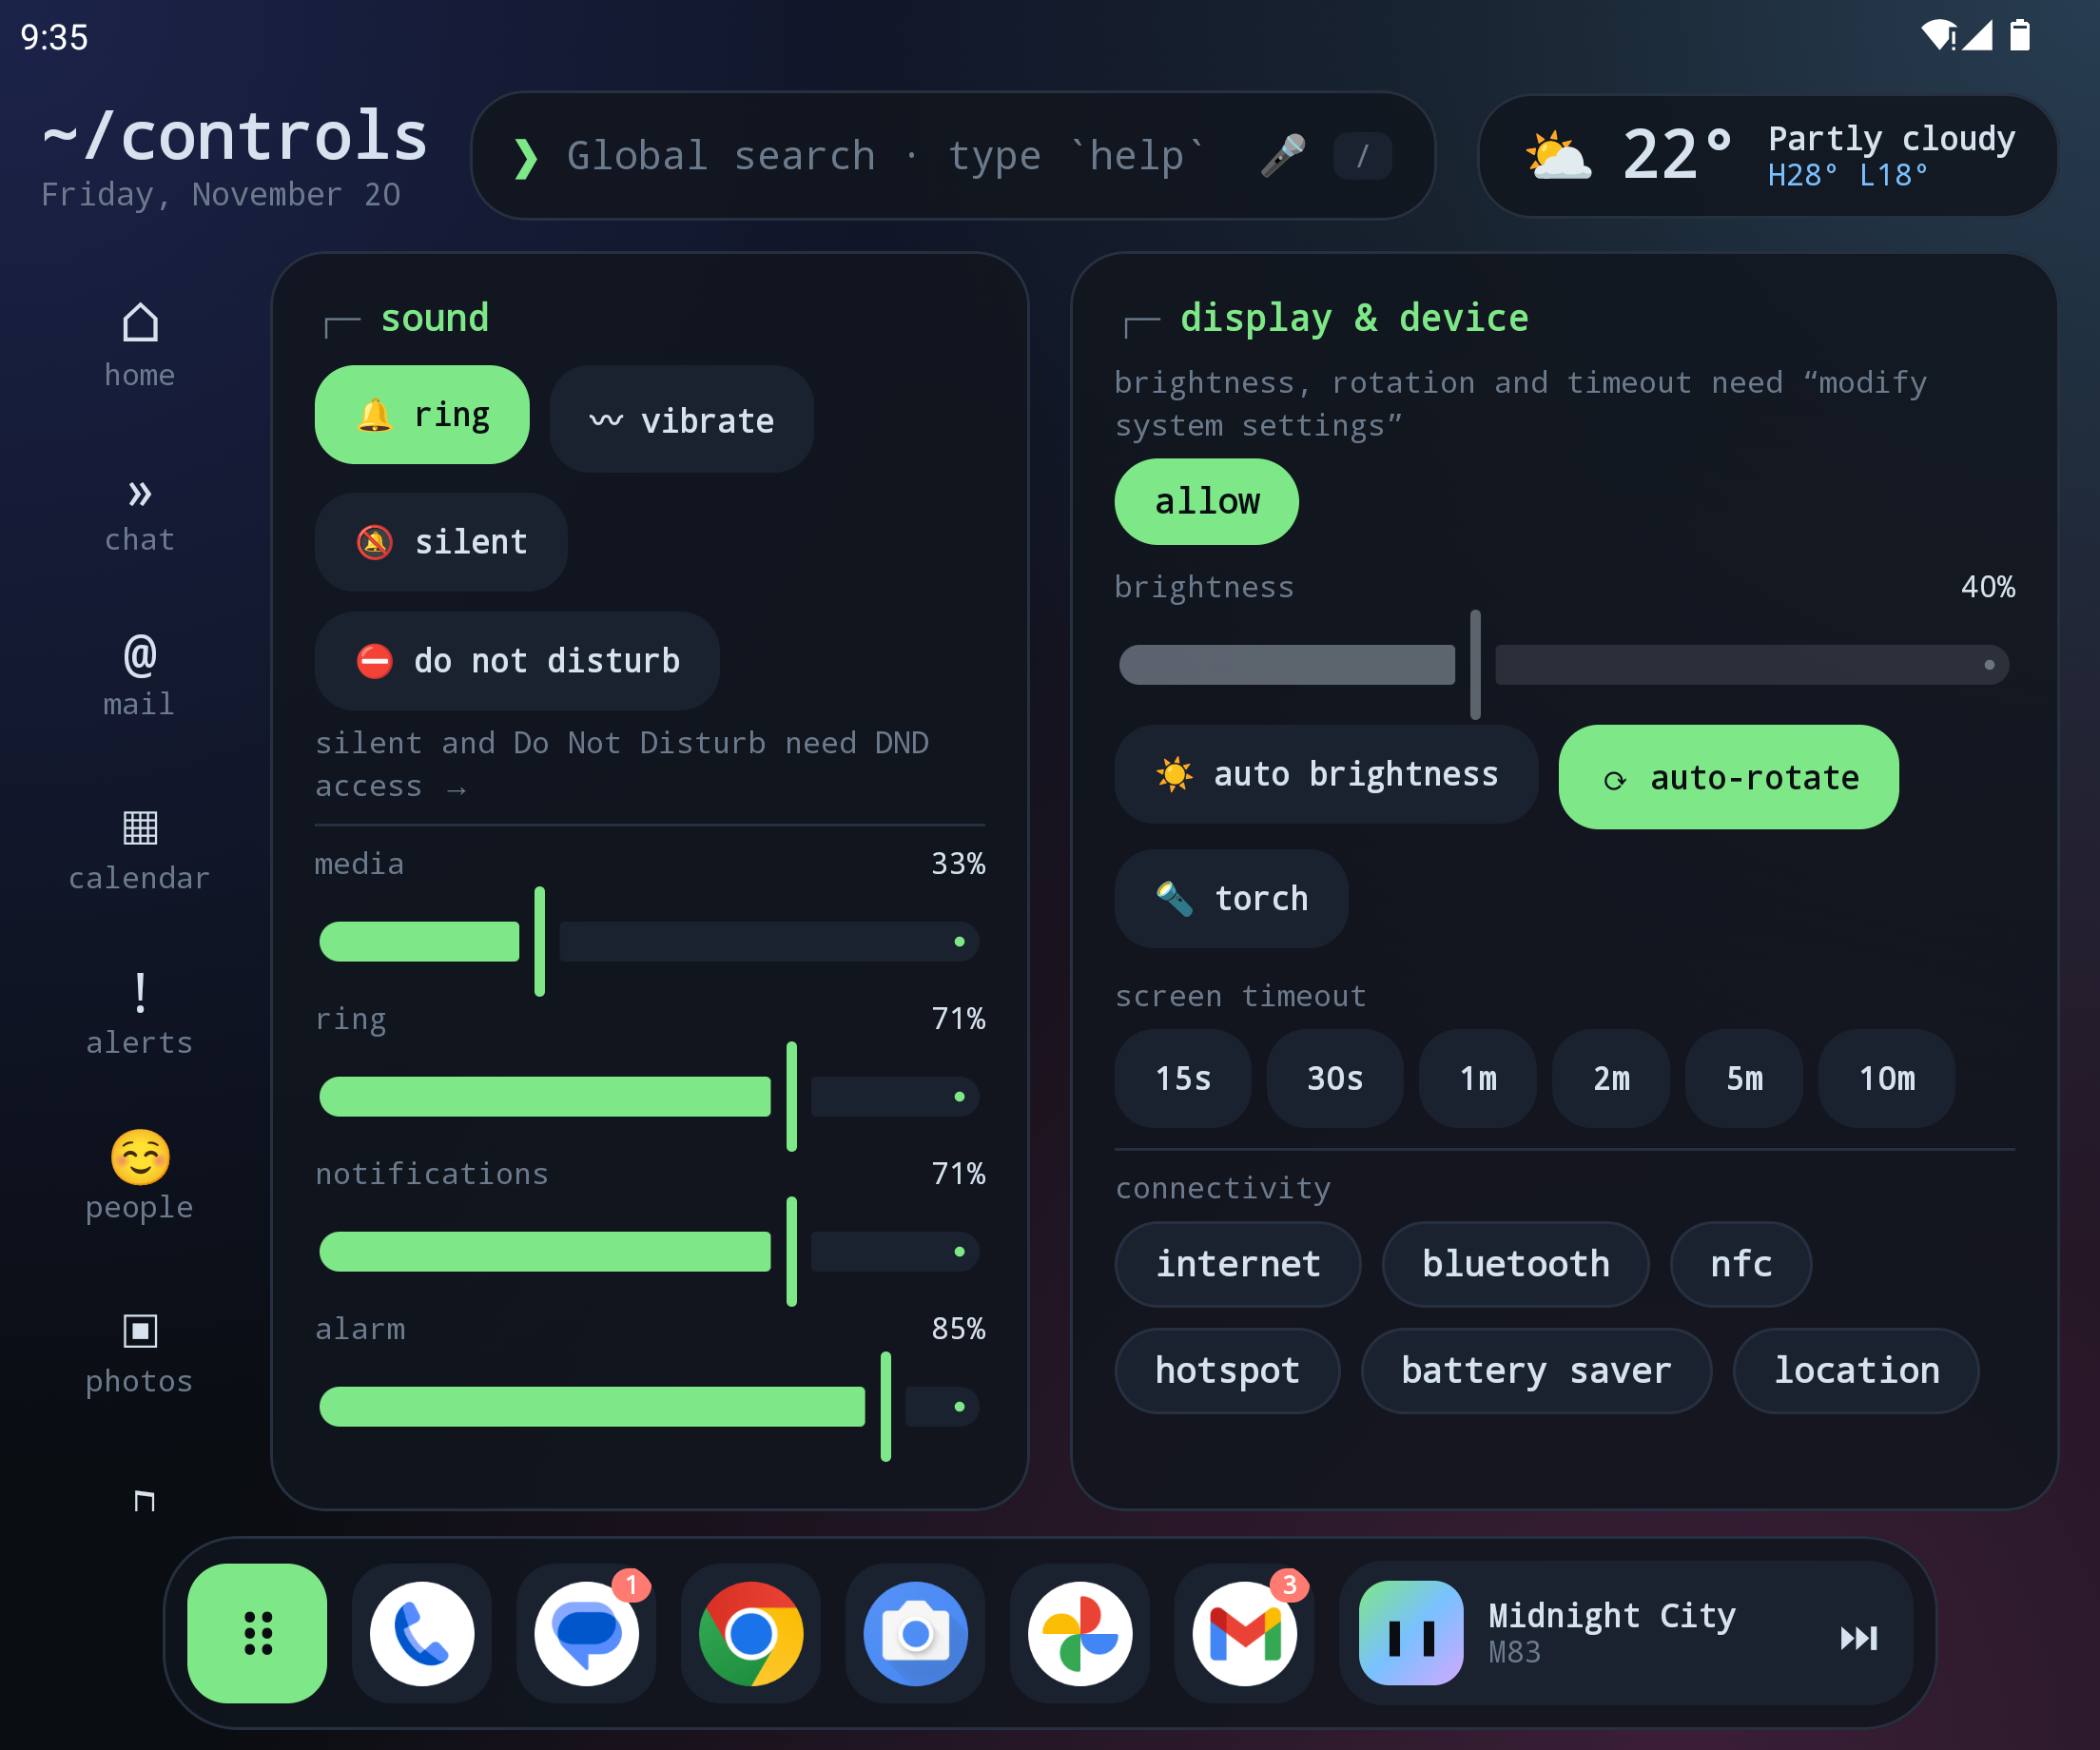 9:35
~/controls
Friday, November 20
❯ Global search · type `help` /
22° Partly cloudy
H28° L18°
home
chat
@
mail
calendar
!
alerts
people
photos
sound
ring
vibrate
silent
do not disturb
silent and Do Not Disturb need DND
access →
media 33%
ring 71%
notifications 71%
alarm 85%
display & device
brightness, rotation and timeout need “modify
system settings”
allow
brightness 40%
auto brightness
auto-rotate
torch
screen timeout
15s 30s 1m 2m 5m 10m
connectivity
internet bluetooth nfc
hotspot battery saver location
1
3
Midnight City
M83